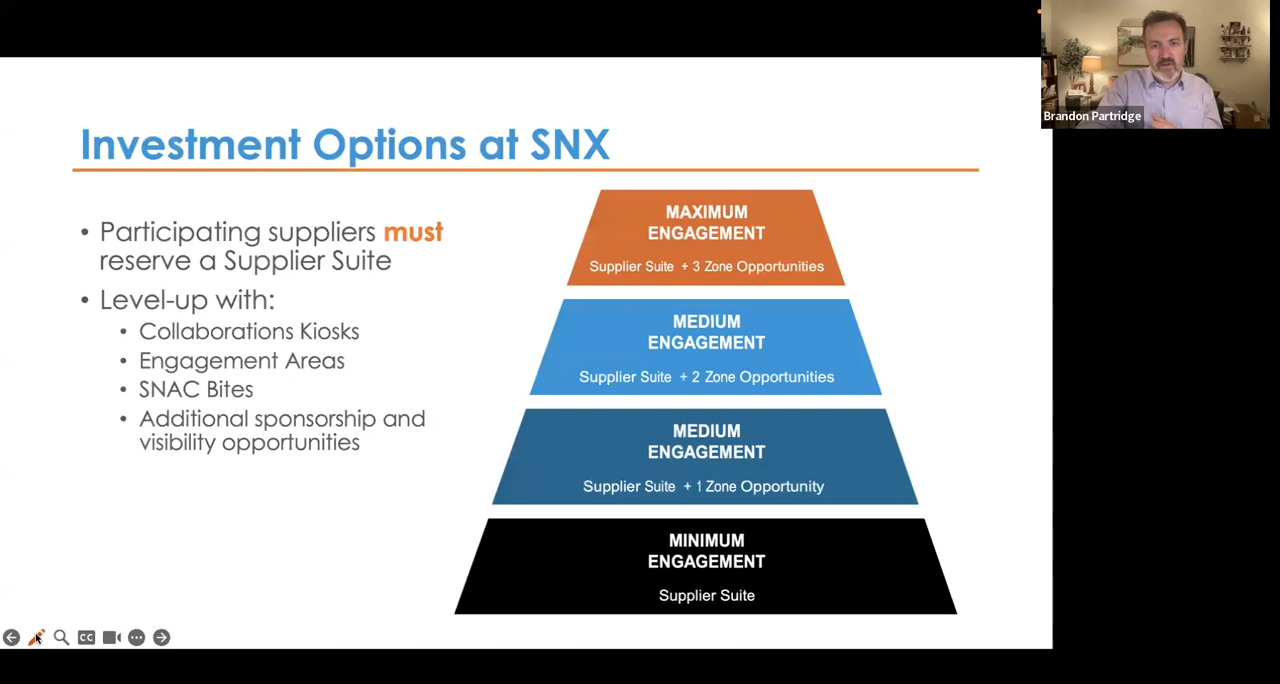 Investment Options at SNX
• Participating suppliers must
reserve a Supplier Suite
• Level-up with:
• Collaborations Kiosks
• Engagement Areas
• SNAC Bites
• Additional sponsorship and
visibility opportunities
MAXIMUM
ENGAGEMENT
Supplier Suite + 3 Zone Opportunities
MEDIUM
ENGAGEMENT
Supplier Suite + 2 Zone Opportunities
MEDIUM
ENGAGEMENT
Supplier Suite + 1 Zone Opportunity
MINIMUM
ENGAGEMENT
Supplier Suite
Brandon Partridge
CC